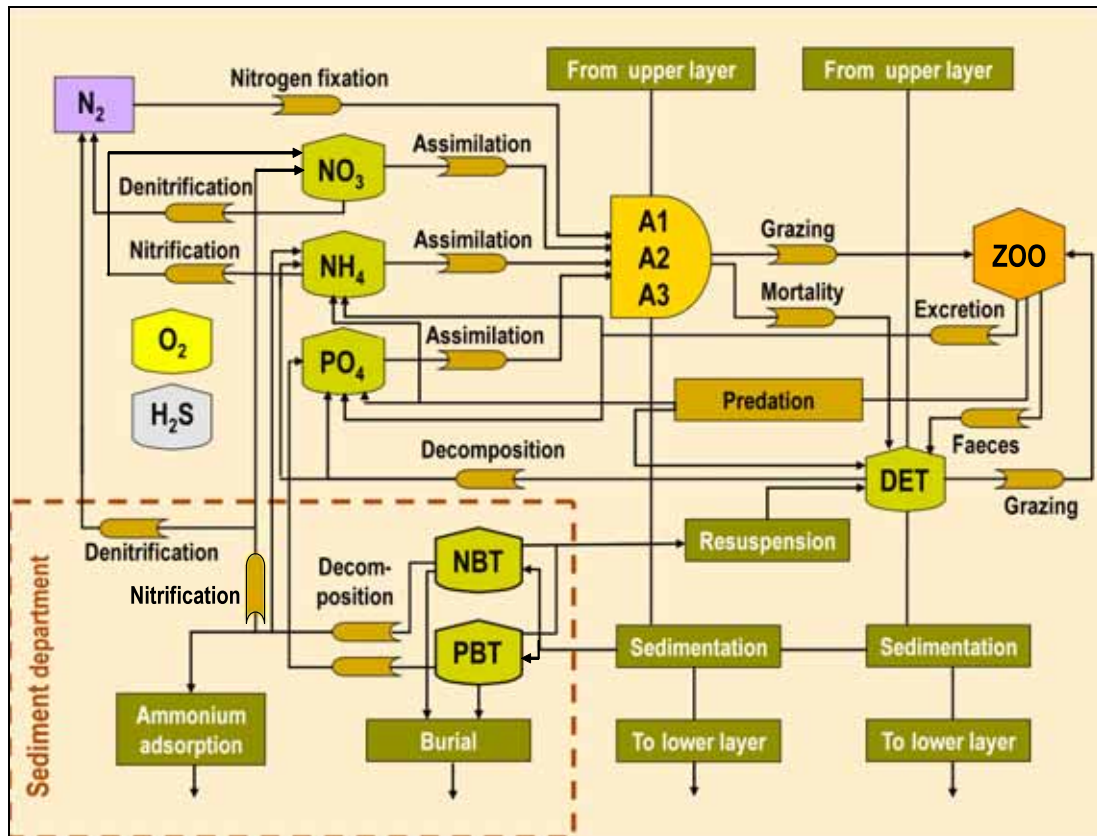 From upper layer
From upper layer
Nitrogen fixation
N2
Assimilation
NO3
Denitrification
A1
A2
A3
Grazing
ZOO
Nitrification
NH4
Assimilation
Mortality
Excretion
O2
PO4
Assimilation
H2S
Predation
Faeces
Decomposition
DET
Grazing
Denitrification
NBT
Resuspension
Nitrification
Decom-
position
PBT
Sedimentation
Sedimentation
Sediment department
Ammonium
adsorption
Burial
To lower layer
To lower layer